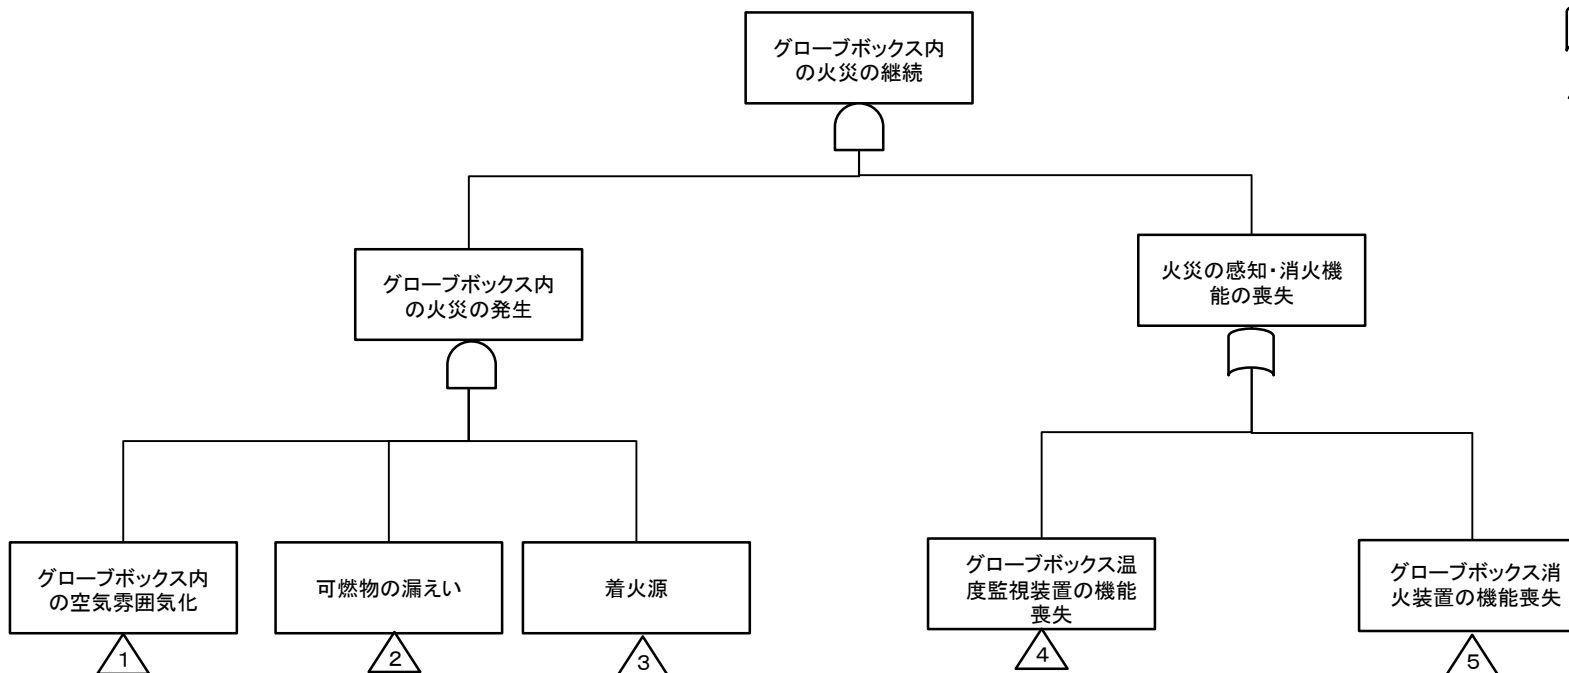 グローブボックス内
の火災の継続
グローブボックス内
の火災の発生
火災の感知・消火機
能の喪失
グローブボックス内
の空気雰囲気化
可燃物の漏えい
着火源
グローブボックス温
度監視装置の機能
喪失
グローブボックス消
火装置の機能喪失
1
2
3
4
5